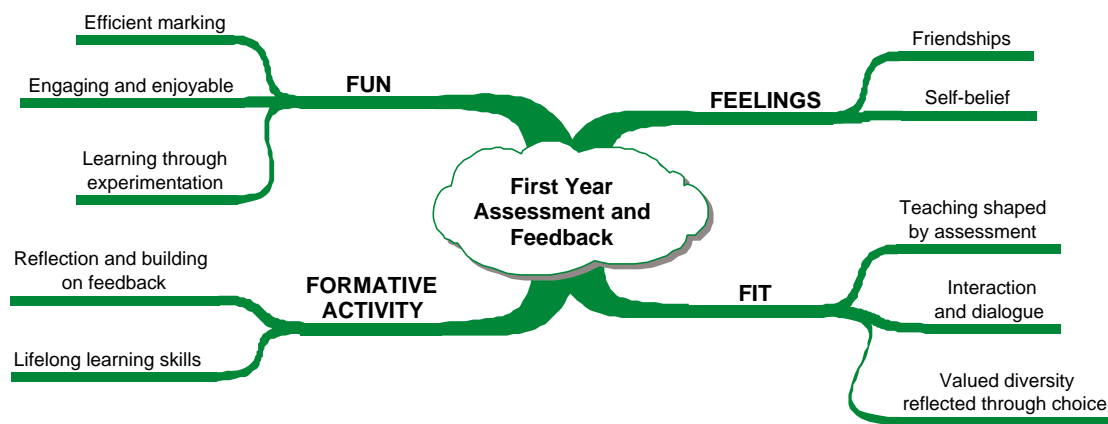 First Year
Assessment and
Feedback
FUN
Efficient marking
Engaging and enjoyable
Learning through
experimentation
FEELINGS
Friendships
Self-belief
FORMATIVE
ACTIVITY
Reflection and building
on feedback
Lifelong learning skills
FIT
Teaching shaped
by assessment
Interaction
and dialogue
Valued diversity
reflected through choice